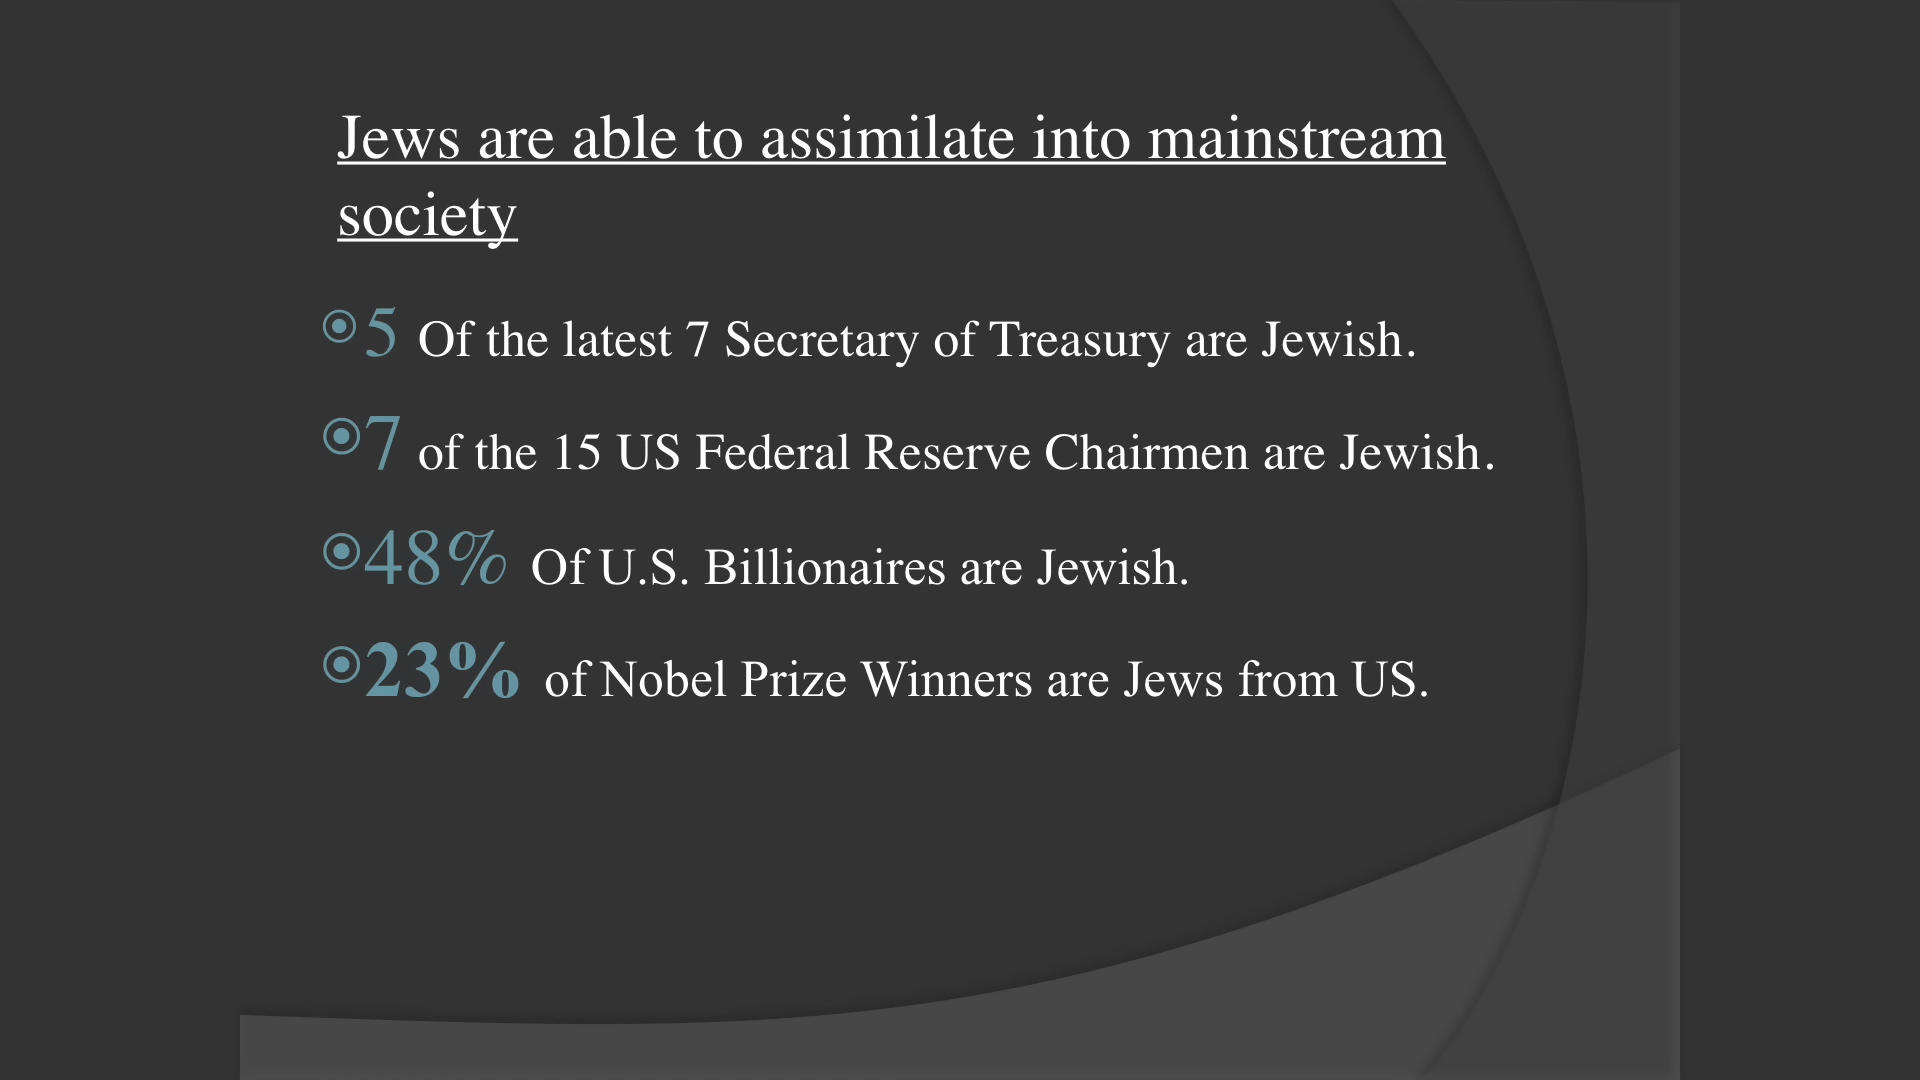 Jews are able to assimilate into mainstream
society
5 Of the latest 7 Secretary of Treasury are Jewish.
7 of the 15 US Federal Reserve Chairmen are Jewish.
48% Of U.S. Billionaires are Jewish.
23% of Nobel Prize Winners are Jews from US.